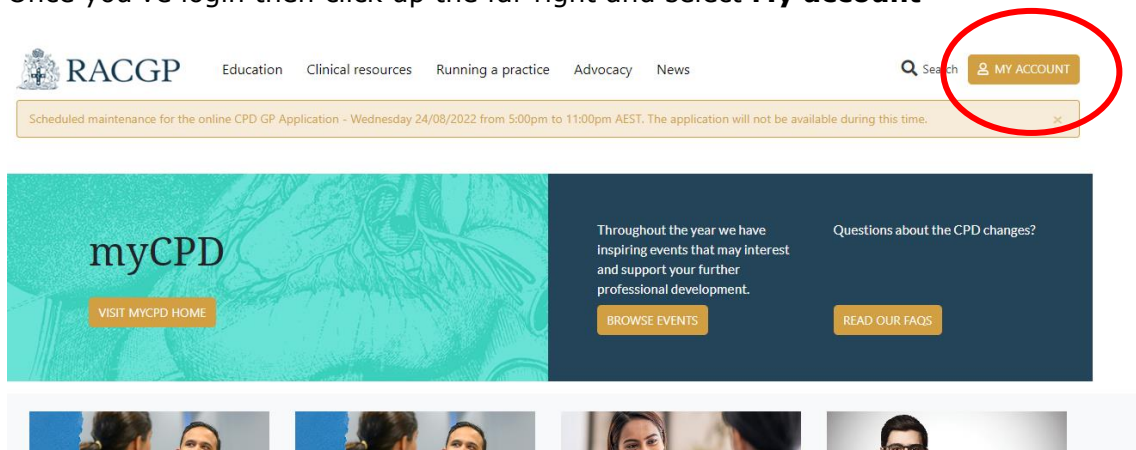 Once you've login then click up the far right and select My account
RACGP
Education Clinical resources Running a practice Advocacy News
Search MY ACCOUNT
Scheduled maintenance for the online CPD GP Application - Wednesday 24/08/2022 from 5:00pm to 11:00pm AEST. The application will not be available during this time. ×
myCPD
VISIT MYCPD HOME
Throughout the year we have
inspiring events that may interest
and support your further
professional development.
BROWSE EVENTS
Questions about the CPD changes?
READ OUR FAQS